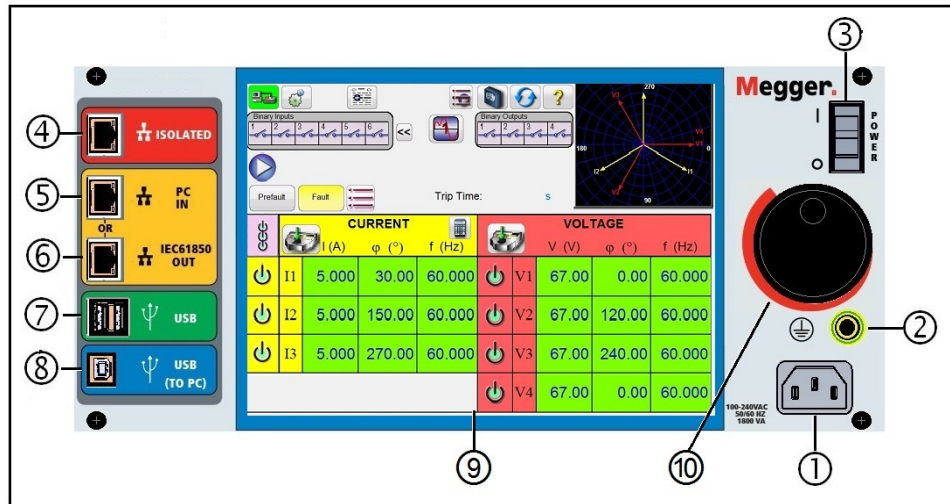 ③
Megger.
④ ISOLATED
⑤ PC IN
OR
⑥ IEC61850 OUT
⑦ USB
⑧ USB (TO PC)
Binary Inputs
1 2 3 4 5 6
<<
Binary Outputs
1 2 3 4
?
270
V3
180
V4
V1
0
I2
I1
V2
90
Prefault Fault Trip Time: s
CURRENT VOLTAGE
I (A) φ (°) f (Hz) V (V) φ (°) f (Hz)
I1 5.000 30.00 60.000 V1 67.00 0.00 60.000
I2 5.000 150.00 60.000 V2 67.00 120.00 60.000
I3 5.000 270.00 60.000 V3 67.00 240.00 60.000
V4 67.00 0.00 60.000
I
O
POWER
②
100-240VAC
50/60 HZ
1800 VA
⑨
⑩
①